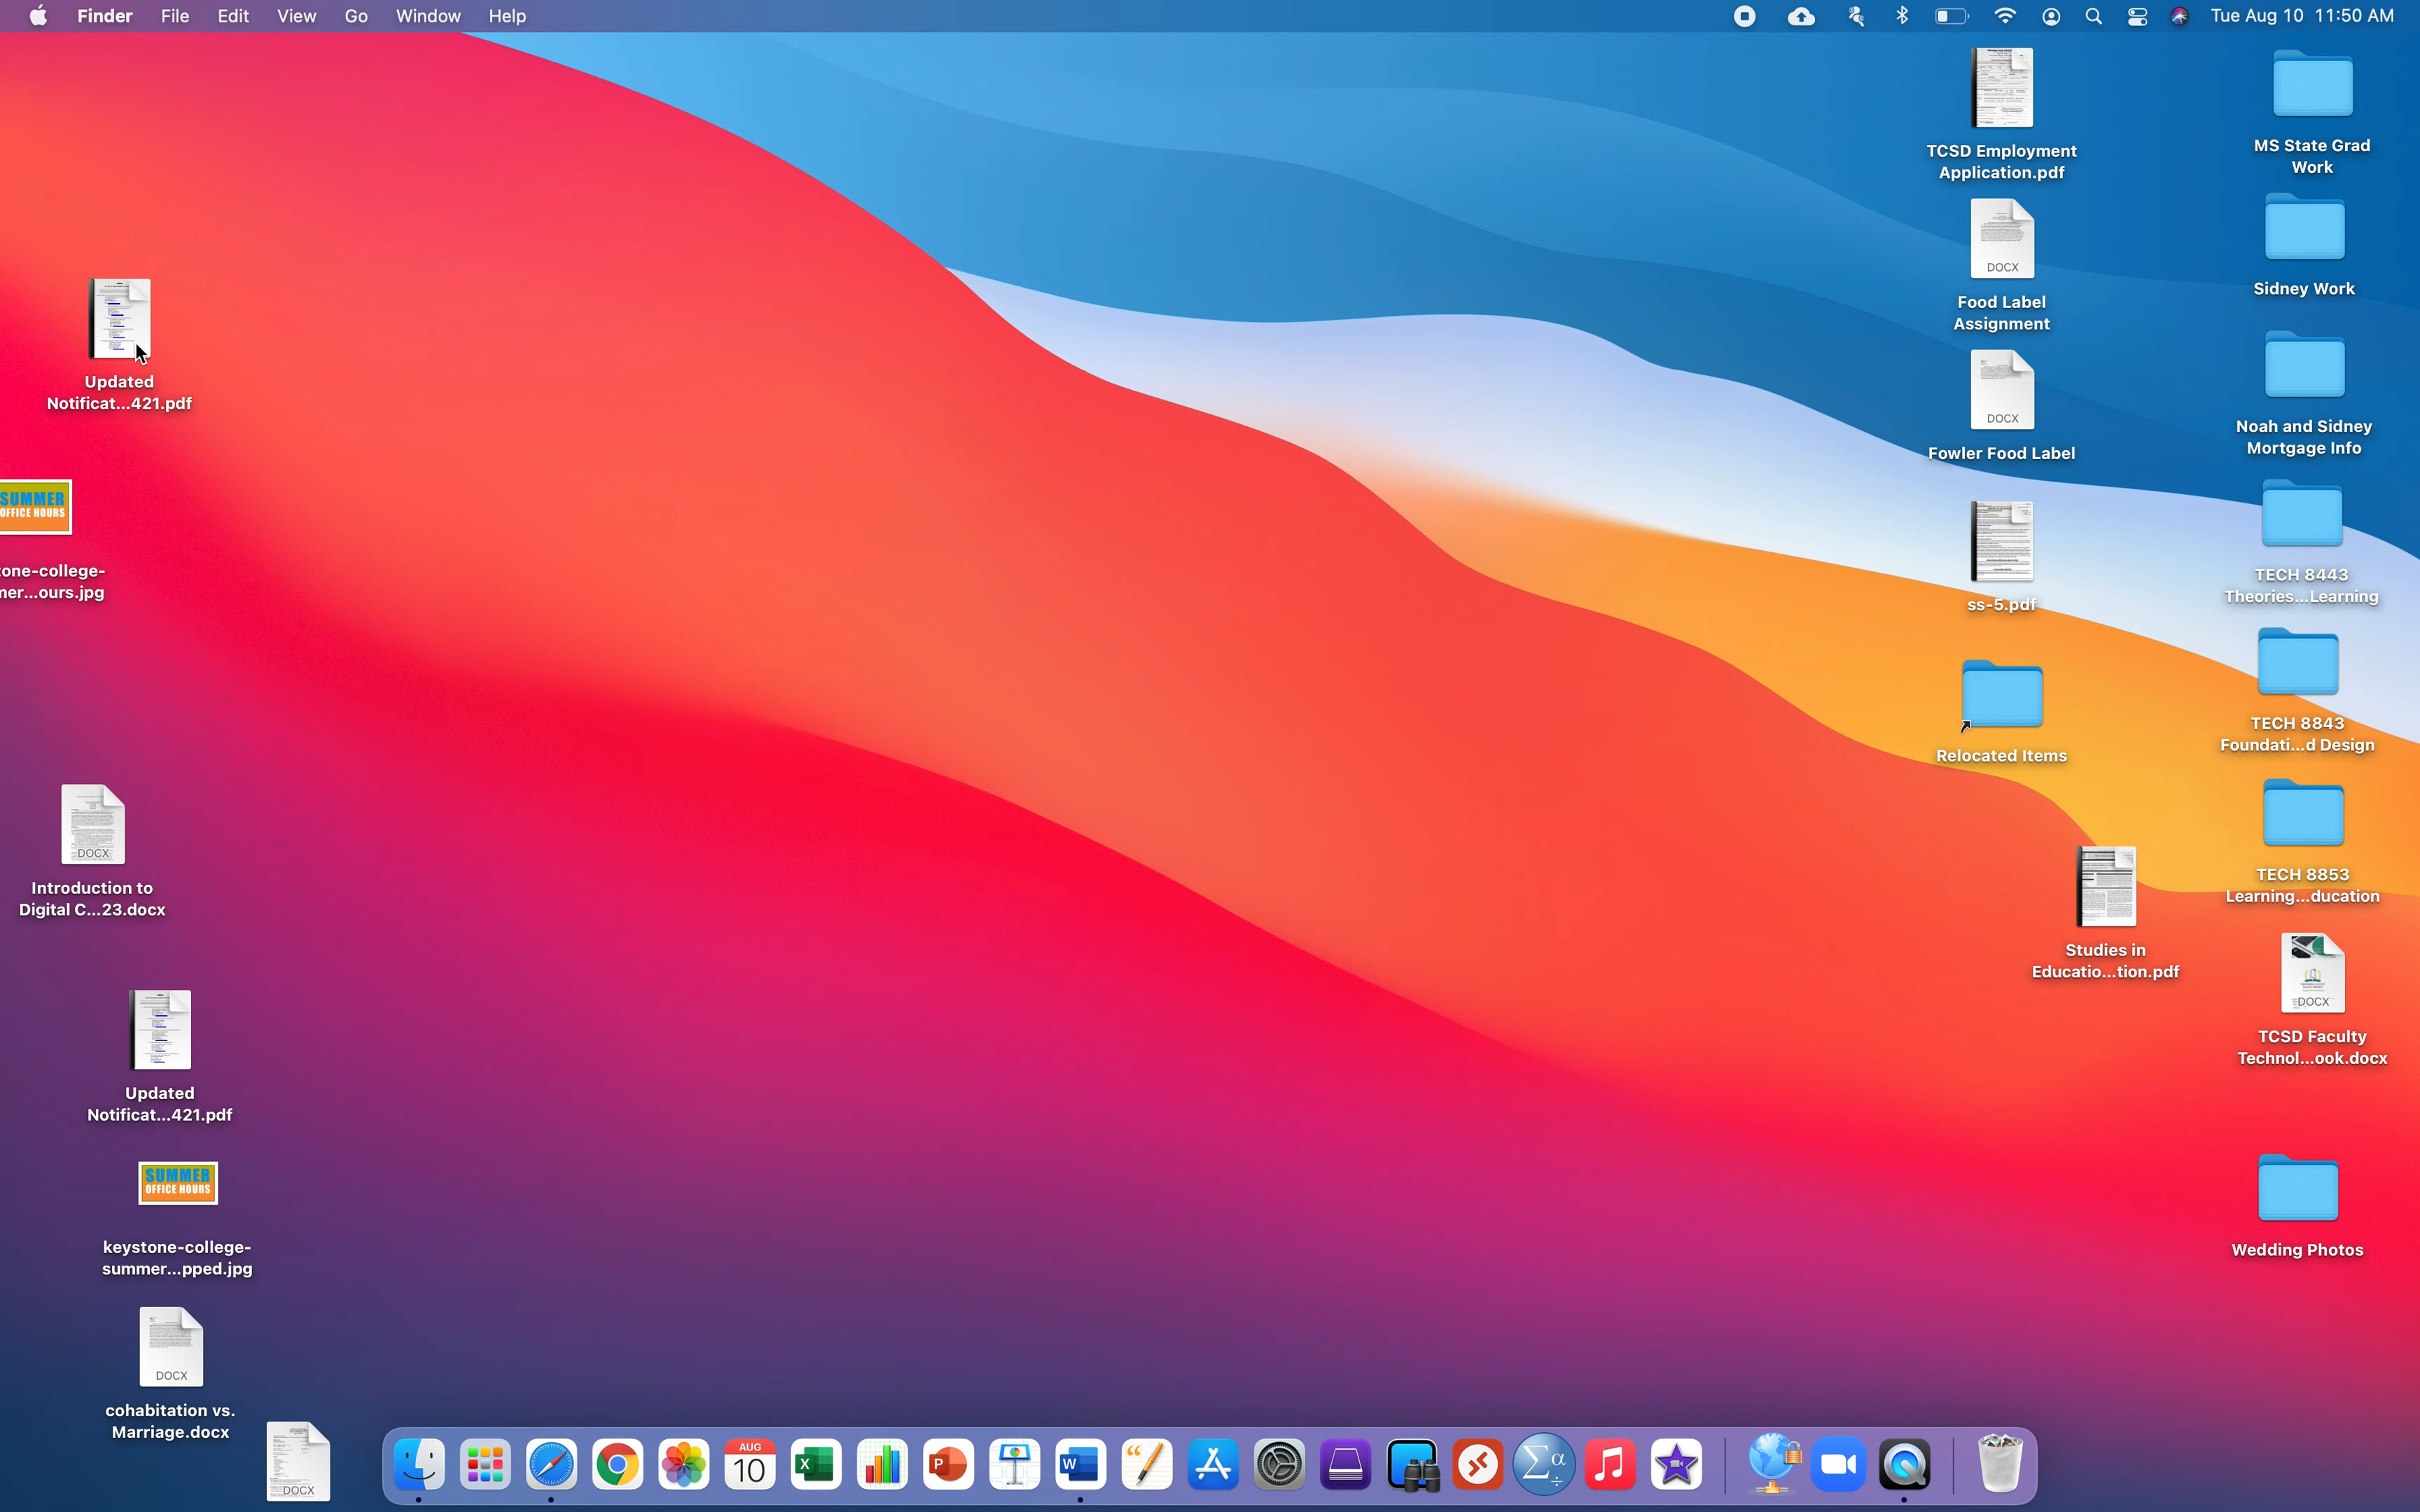 Finder File Edit View Go Window Help
Tue Aug 10 11:50 AM
TCSD Employment
Application.pdf
MS State Grad
Work
DOCX
Food Label
Assignment
Sidney Work
Updated
Notificat...421.pdf
DOCX
Fowler Food Label
Noah and Sidney
Mortgage Info
SUMMER
OFFICE HOURS
one-college-
mer...ours.jpg
ss-5.pdf
TECH 8443
Theories...Learning
Relocated Items
TECH 8843
Foundati...d Design
DOCX
Introduction to
Digital C...23.docx
Studies in
Educatio...tion.pdf
TECH 8853
Learning...ducation
DOCX
TCSD Faculty
Technol...ook.docx
Updated
Notificat...421.pdf
SUMMER
OFFICE HOURS
keystone-college-
summer...pped.jpg
Wedding Photos
DOCX
cohabitation vs.
Marriage.docx
DOCX
AUG
10
X
P
W
Σα
÷